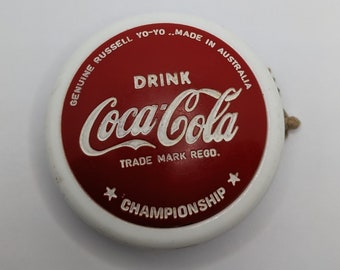 GENUINE RUSSELL YO-YO ..MADE IN AUSTRALIA
DRINK
Coca-Cola
TRADE MARK REGD.
CHAMPIONSHIP